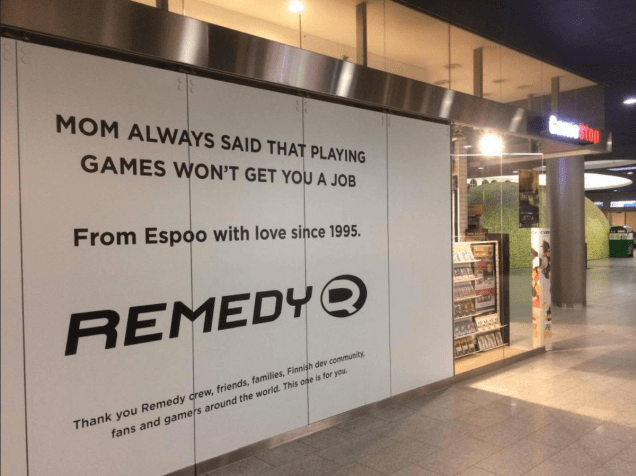 MOM ALWAYS SAID THAT PLAYING
GAMES WON'T GET YOU A JOB
From Espoo with love since 1995.
REMEDY R
Thank you Remedy crew, friends, families, Finnish dev community,
fans and gamers around the world. This one is for you.
GameStop